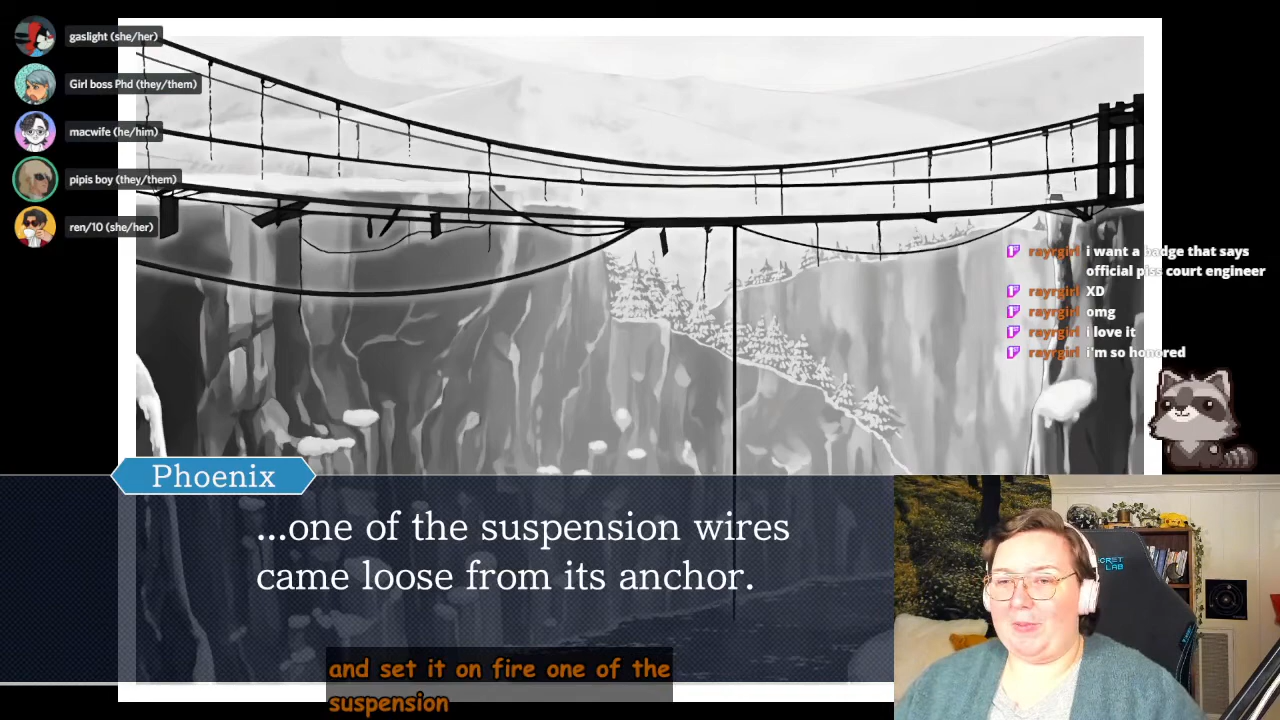 gaslight (she/her)
Girl boss Phd (they/them)
macwife (he/him)
pipis boy (they/them)
ren/10 (she/her)
rayrgirl i want a badge that says
official piss court engineer
rayrgirl XD
rayrgirl omg
rayrgirl i love it
rayrgirl i'm so honored
Phoenix
...one of the suspension wires
came loose from its anchor.
and set it on fire one of the
suspension
CRET
LAB